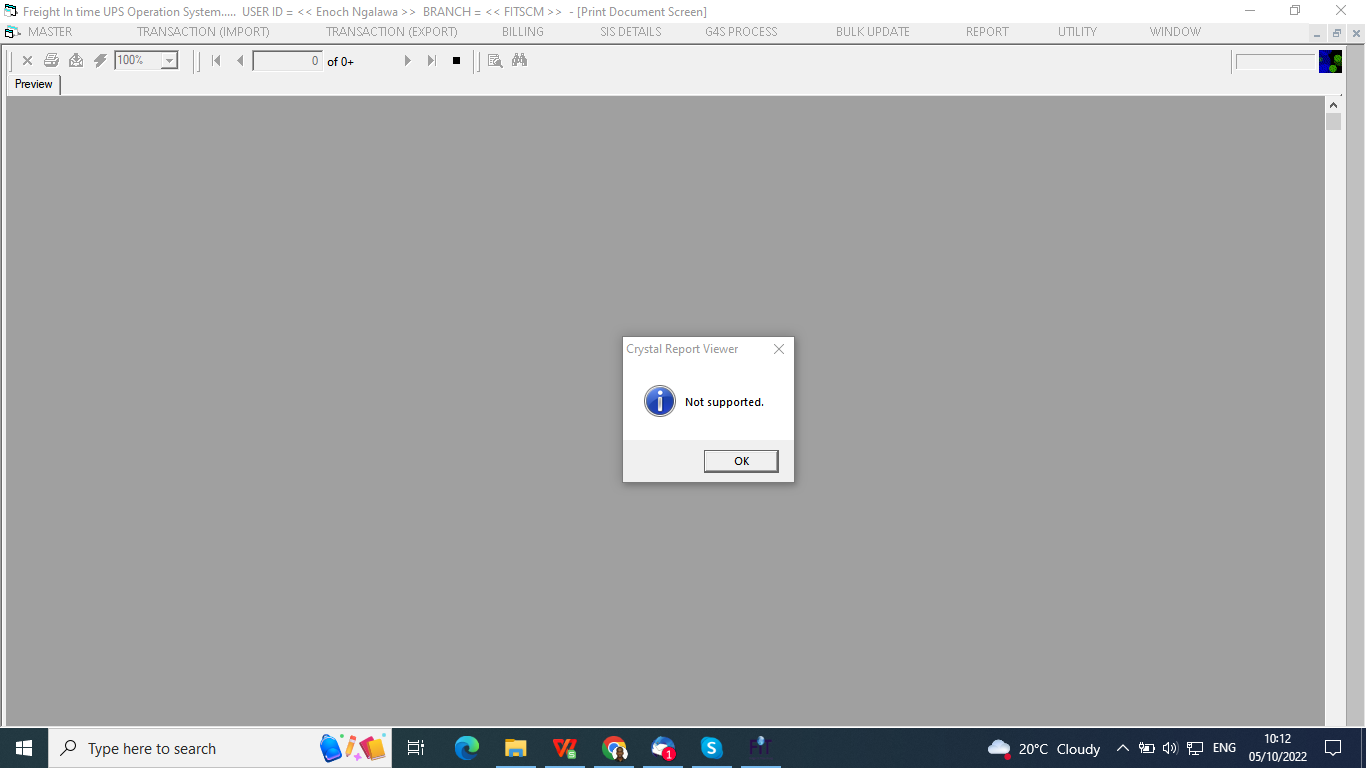 Freight In time UPS Operation System..... USER ID = << Enoch Ngalawa >> BRANCH = << FITSCM >> - [Print Document Screen]
MASTER TRANSACTION (IMPORT) TRANSACTION (EXPORT) BILLING SIS DETAILS G4S PROCESS BULK UPDATE REPORT UTILITY WINDOW
100% 0 of 0+
Preview
Crystal Report Viewer
Not supported.
OK
Type here to search
1
S
FIT
20°C Cloudy
ENG
10:12
05/10/2022